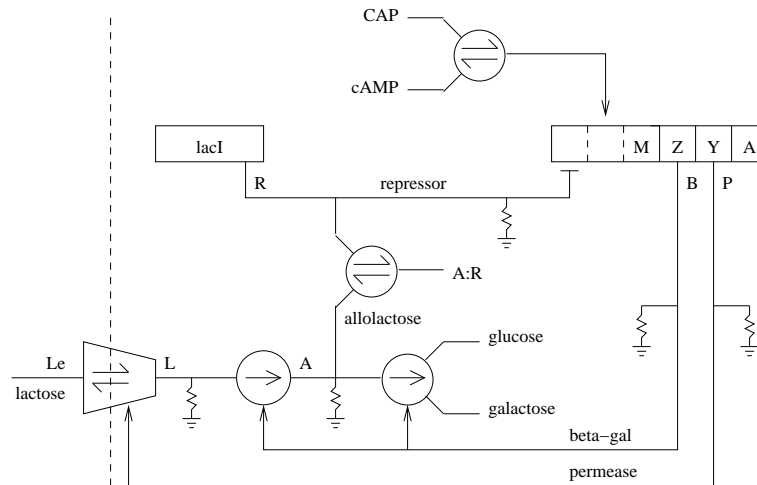 CAP
cAMP
lacI
M Z Y A
R repressor B P
A:R
allolactose
glucose
Le L A
lactose
galactose
beta−gal
permease